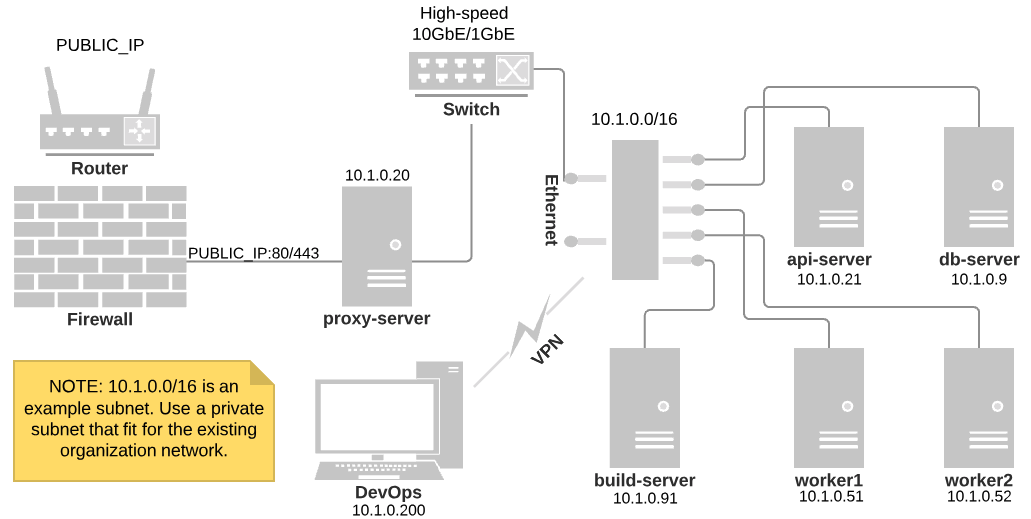 High-speed
10GbE/1GbE
Switch
PUBLIC_IP
Router
10.1.0.0/16
10.1.0.20
Ethernet
PUBLIC_IP:80/443
api-server
10.1.0.21
db-server
10.1.0.9
Firewall
proxy-server
VPN
NOTE: 10.1.0.0/16 is an
example subnet. Use a private
subnet that fit for the existing
organization network.
DevOps
10.1.0.200
build-server
10.1.0.91
worker1
10.1.0.51
worker2
10.1.0.52